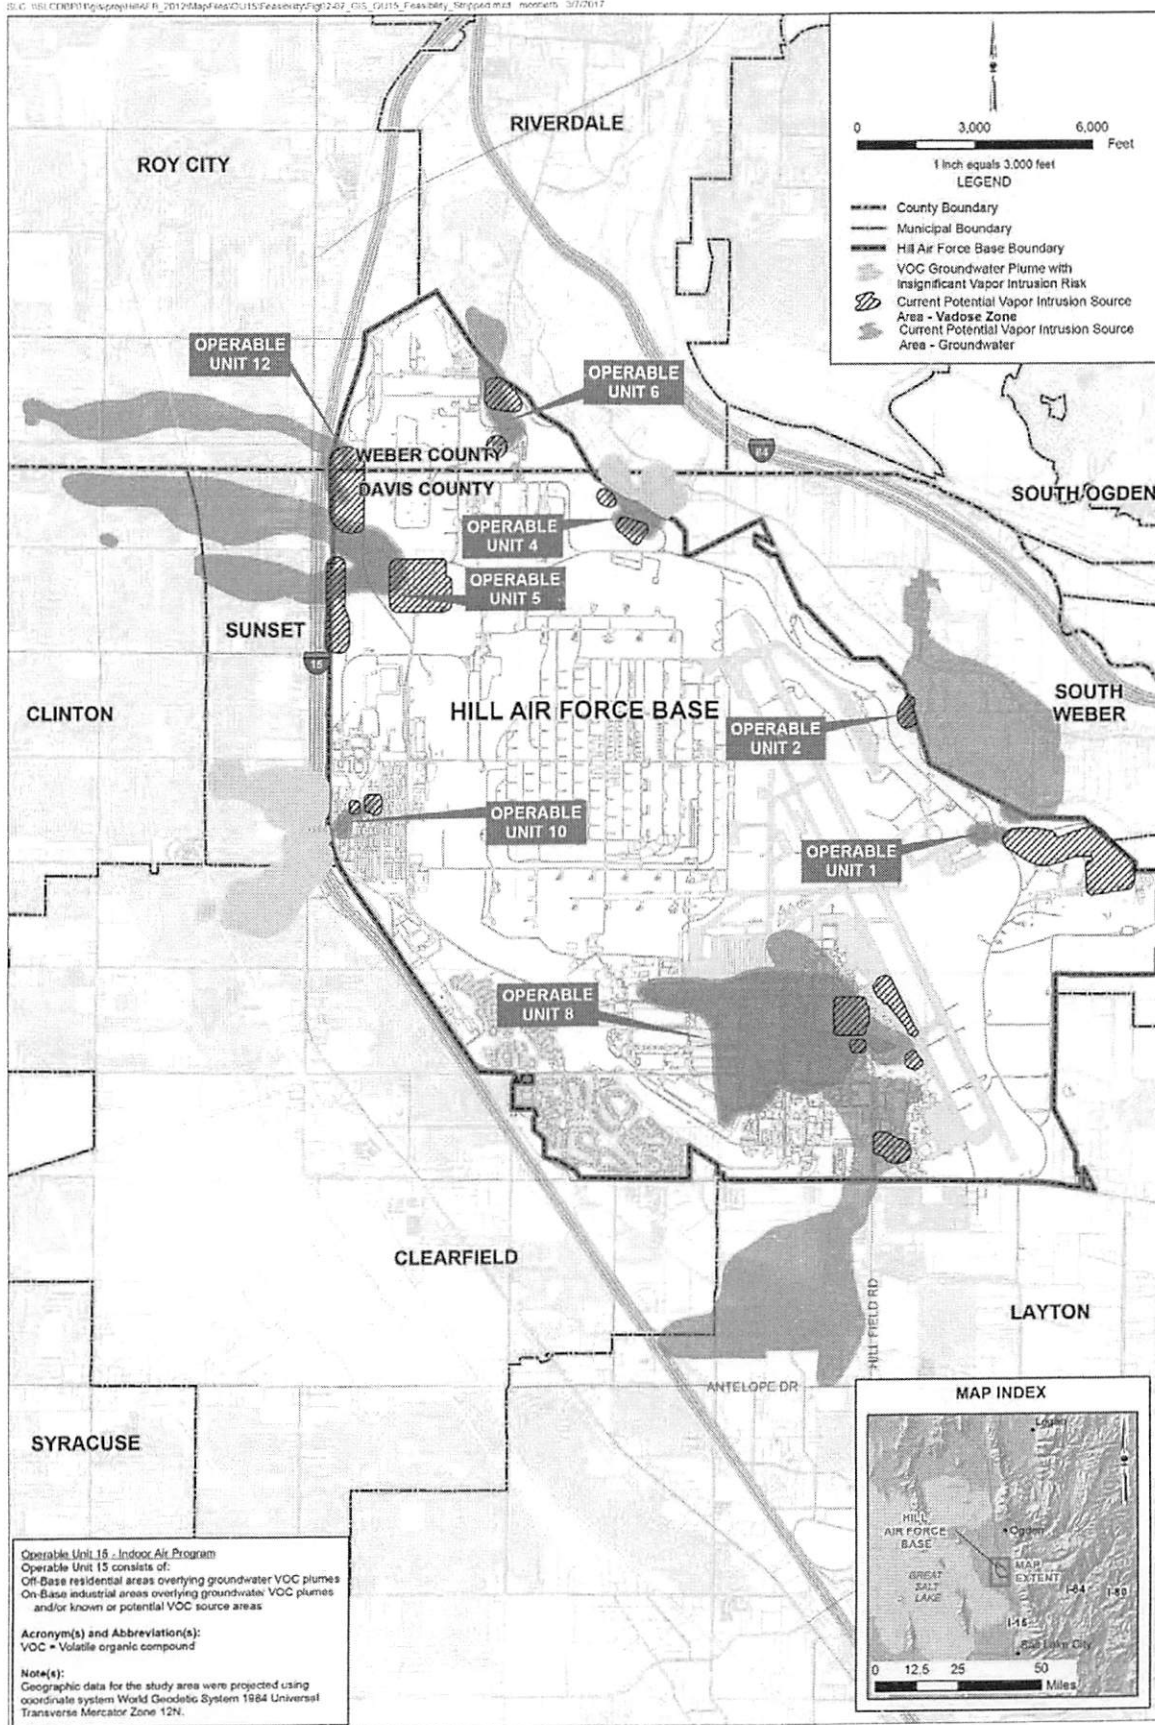 RIVERDALE
ROY CITY
0 3,000 6,000
Feet
1 inch equals 3,000 feet
LEGEND
County Boundary
Municipal Boundary
Hill Air Force Base Boundary
VOC Groundwater Plume with
Insignificant Vapor Intrusion Risk
Current Potential Vapor Intrusion Source
Area - Vadose Zone
Current Potential Vapor Intrusion Source
Area - Groundwater
OPERABLE
UNIT 12
OPERABLE
UNIT 6
WEBER COUNTY
84
DAVIS COUNTY
SOUTH OGDEN
OPERABLE
UNIT 4
OPERABLE
UNIT 5
SUNSET
15
CLINTON
HILL AIR FORCE BASE
SOUTH
WEBER
OPERABLE
UNIT 2
OPERABLE
UNIT 10
OPERABLE
UNIT 1
OPERABLE
UNIT 8
CLEARFIELD
HILL FIELD RD
LAYTON
ANTELOPE DR
SYRACUSE
MAP INDEX
Logan
HILL
AIR FORCE
BASE
Ogden
MAP
EXTENT
GREAT
SALT
LAKE
I-84
I-80
I-15
Salt Lake City
0 12.5 25 50
Miles
Operable Unit 15 - Indoor Air Program
Operable Unit 15 consists of:
Off-Base residential areas overlying groundwater VOC plumes
On-Base industrial areas overlying groundwater VOC plumes
and/or known or potential VOC source areas
Acronym(s) and Abbreviation(s):
VOC = Volatile organic compound
Note(s):
Geographic data for the study area were projected using
coordinate system World Geodetic System 1984 Universal
Transverse Mercator Zone 12N.